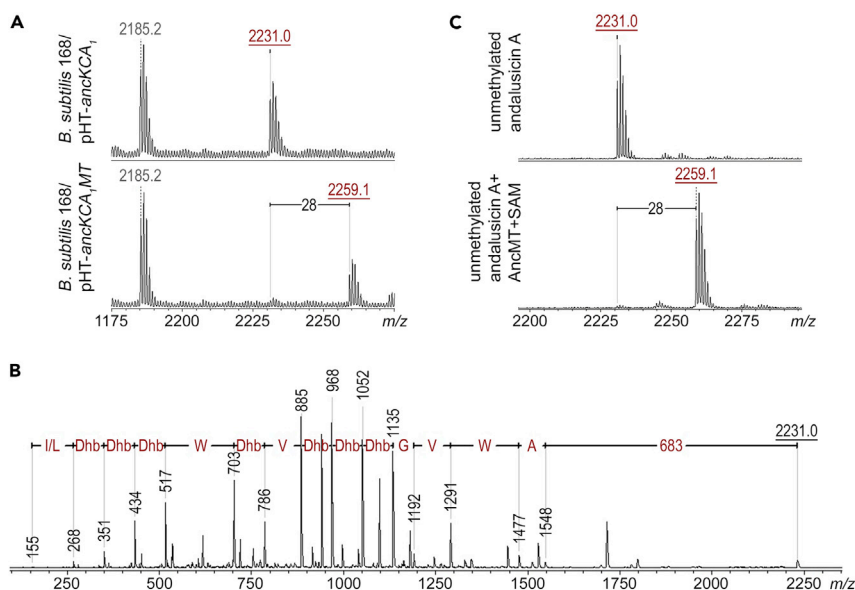 A
B. subtilis 168/
pHT-ancKCA1
2185.2
2231.0
B. subtilis 168/
pHT-ancKCA1MT
2185.2
2259.1
28
1175
2200
2250
m/z
C
unmethylated
andalusicin A
2231.0
unmethylated
andalusicin A+
AncMT+SAM
2259.1
28
2200
2225
2250
2275
m/z
B
I/L Dhb Dhb Dhb W Dhb V Dhb Dhb Dhb G V W A 683
155
268
351
434
517
703
786
885
968
1052
1135
1192
1291
1477
1548
2231.0
250 500 750 1000 1250 1500 1750 2000 2250 m/z